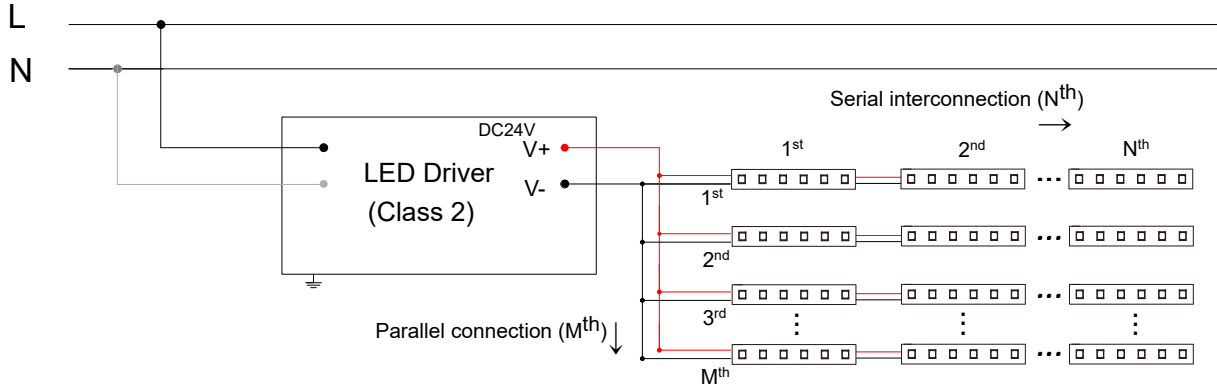 L
N
Serial interconnection (Nth)
DC24V
V+
V-
LED Driver
(Class 2)
1st
2nd
Nth
1st
2nd
3rd
Mth
Parallel connection (Mth)